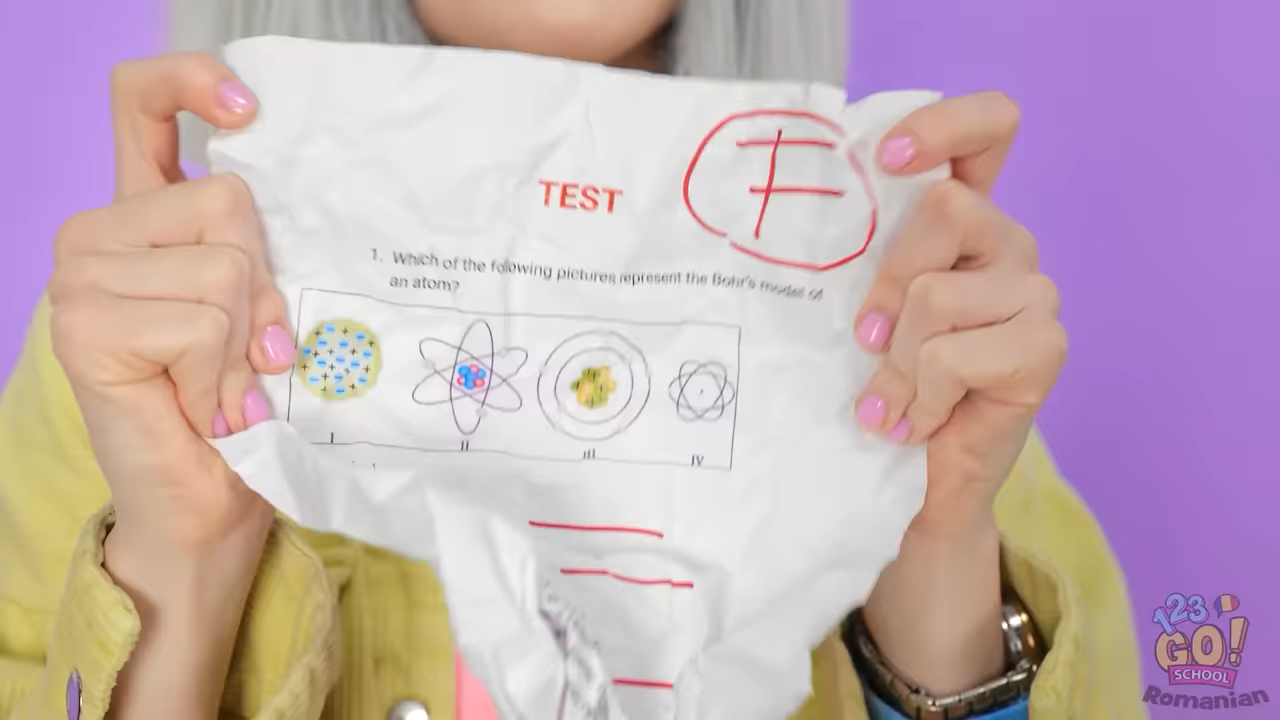 F
TEST
1. Which of the folowing pictures represent the Bohr's model of
an atom?
I II III IV
123
GO!
SCHOOL
Romanian